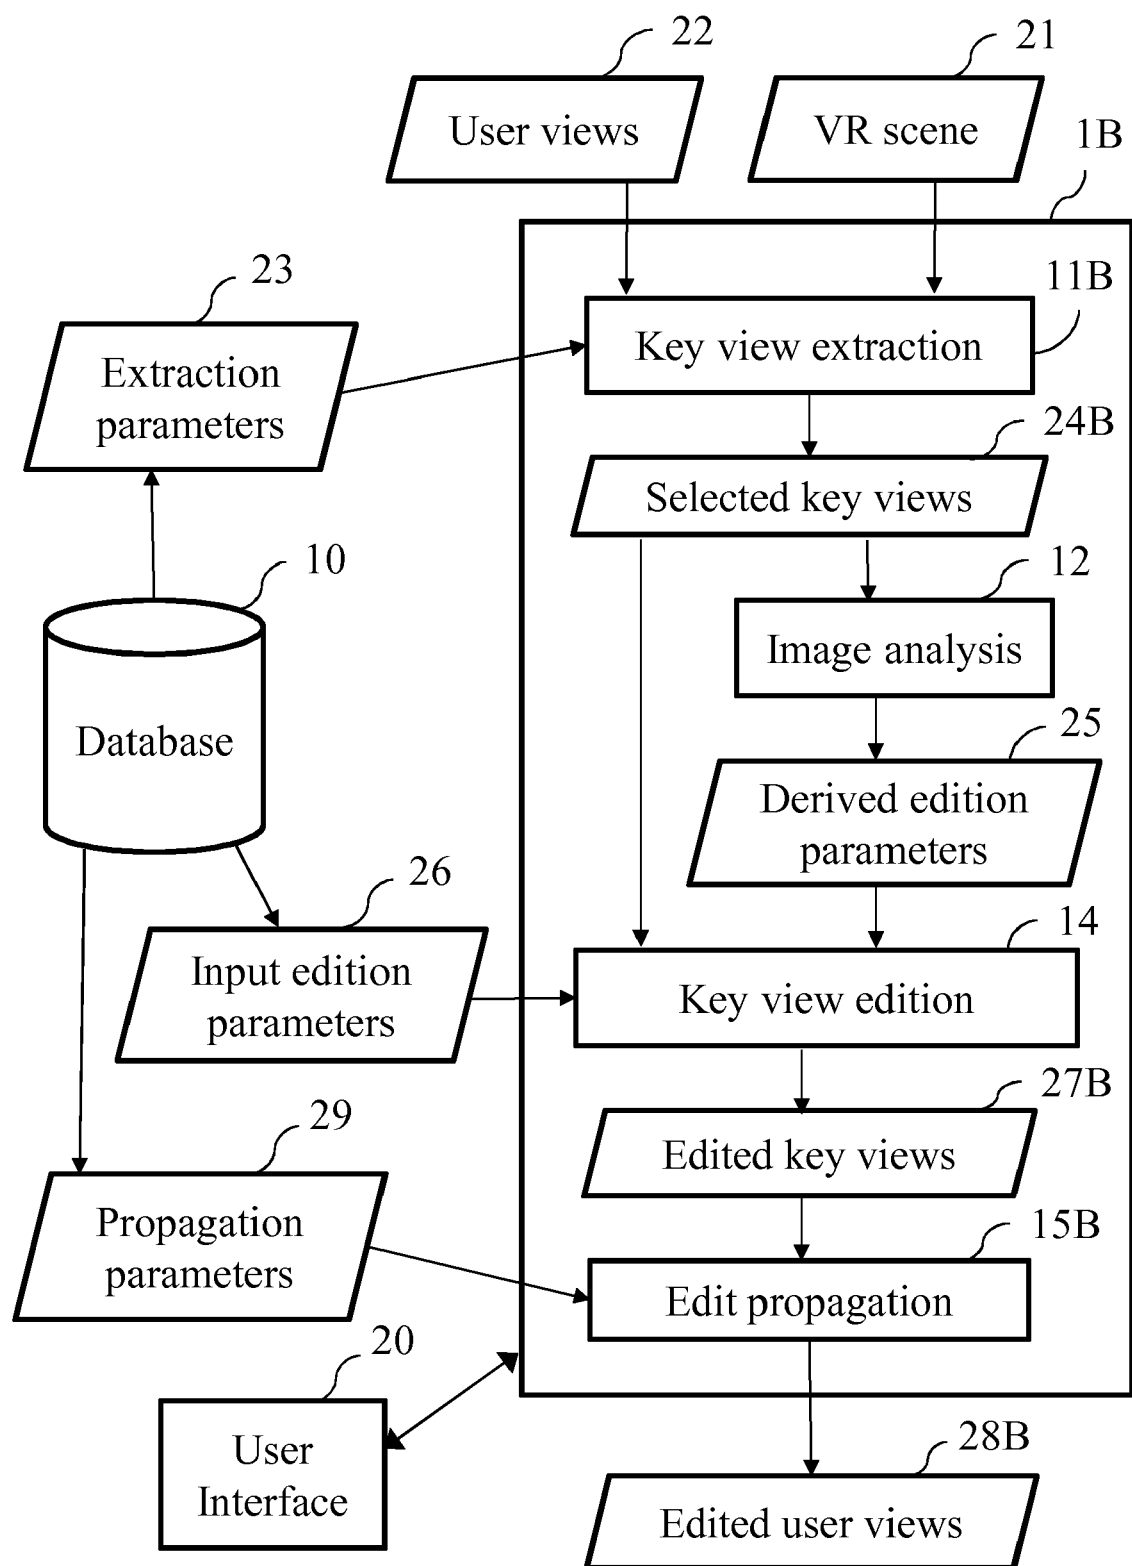 22
21
User views
VR scene
1B
23
11B
Extraction
parameters
Key view extraction
24B
Selected key views
10
12
Image analysis
Database
25
Derived edition
parameters
26
14
Input edition
parameters
Key view edition
27B
Edited key views
29
15B
Propagation
parameters
Edit propagation
20
User
Interface
28B
Edited user views